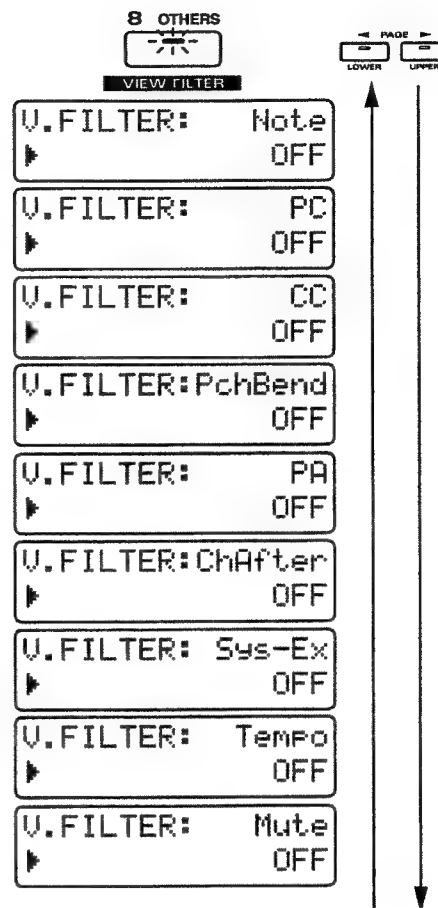 8 OTHERS
◄ PAGE ►
LOWER UPPER
VIEW FILTER
V.FILTER: Note
OFF
V.FILTER: PC
OFF
V.FILTER: CC
OFF
V.FILTER:PchBend
OFF
V.FILTER: PA
OFF
V.FILTER:ChAfter
OFF
V.FILTER: Sys-Ex
OFF
V.FILTER: Tempo
OFF
V.FILTER: Mute
OFF